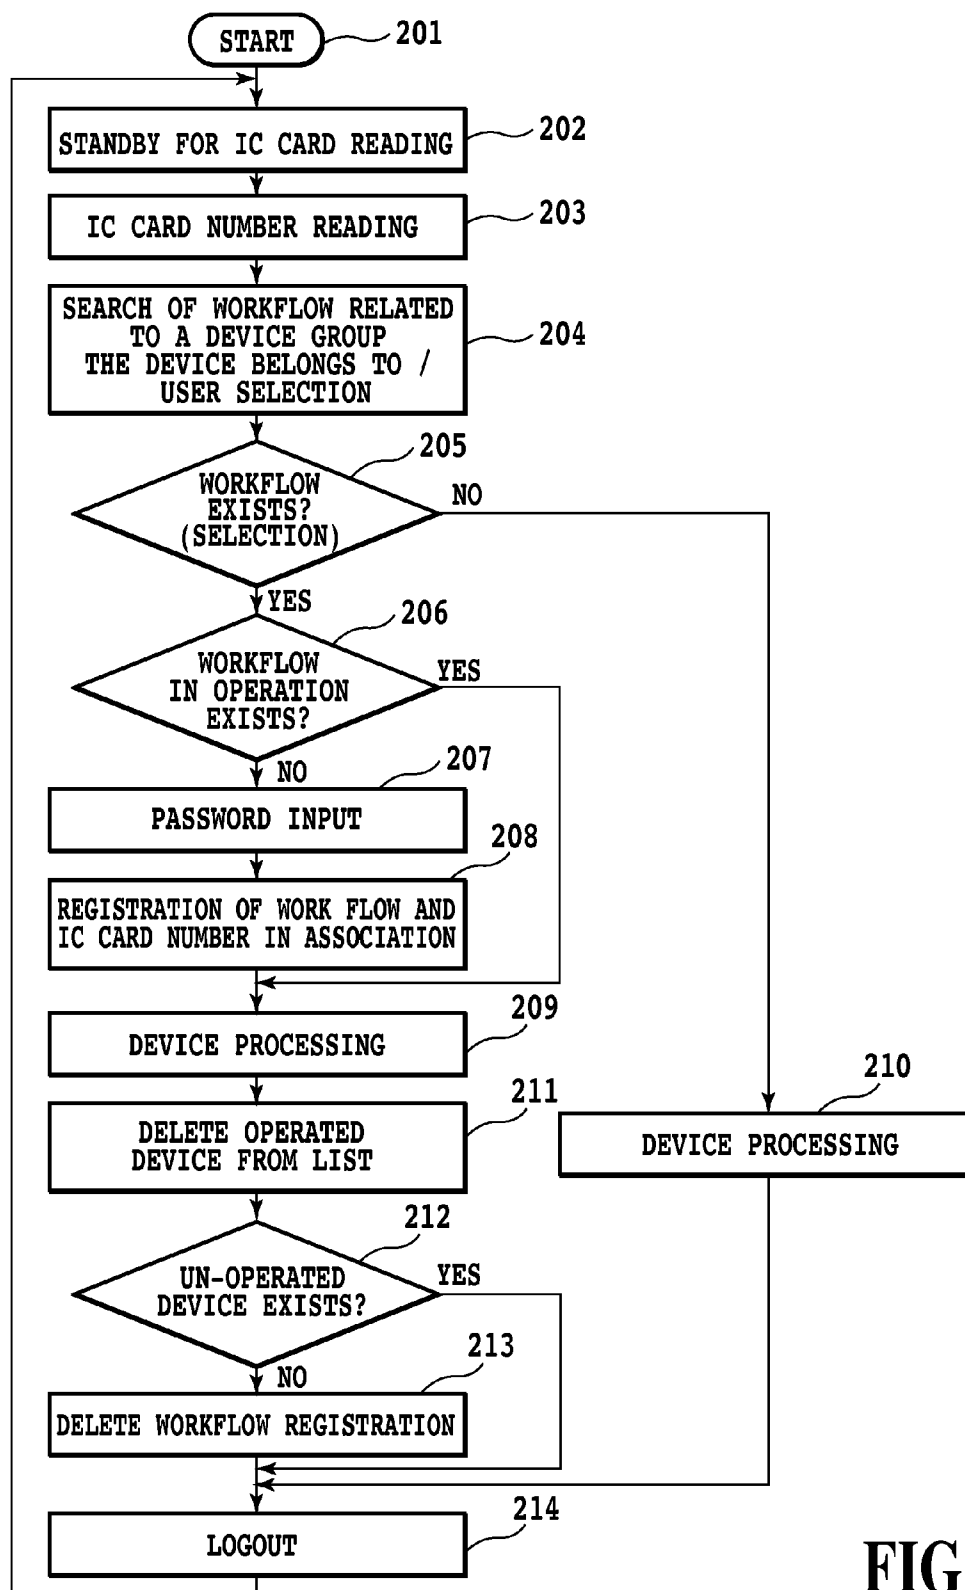 START
201
STANDBY FOR IC CARD READING
202
IC CARD NUMBER READING
203
SEARCH OF WORKFLOW RELATED
TO A DEVICE GROUP
THE DEVICE BELONGS TO /
USER SELECTION
204
205
WORKFLOW
EXISTS?
(SELECTION)
NO
YES
206
WORKFLOW
IN OPERATION
EXISTS?
YES
NO
207
PASSWORD INPUT
208
REGISTRATION OF WORK FLOW AND
IC CARD NUMBER IN ASSOCIATION
209
DEVICE PROCESSING
210
DEVICE PROCESSING
211
DELETE OPERATED
DEVICE FROM LIST
212
UN-OPERATED
DEVICE EXISTS?
YES
NO
213
DELETE WORKFLOW REGISTRATION
214
LOGOUT
FIG